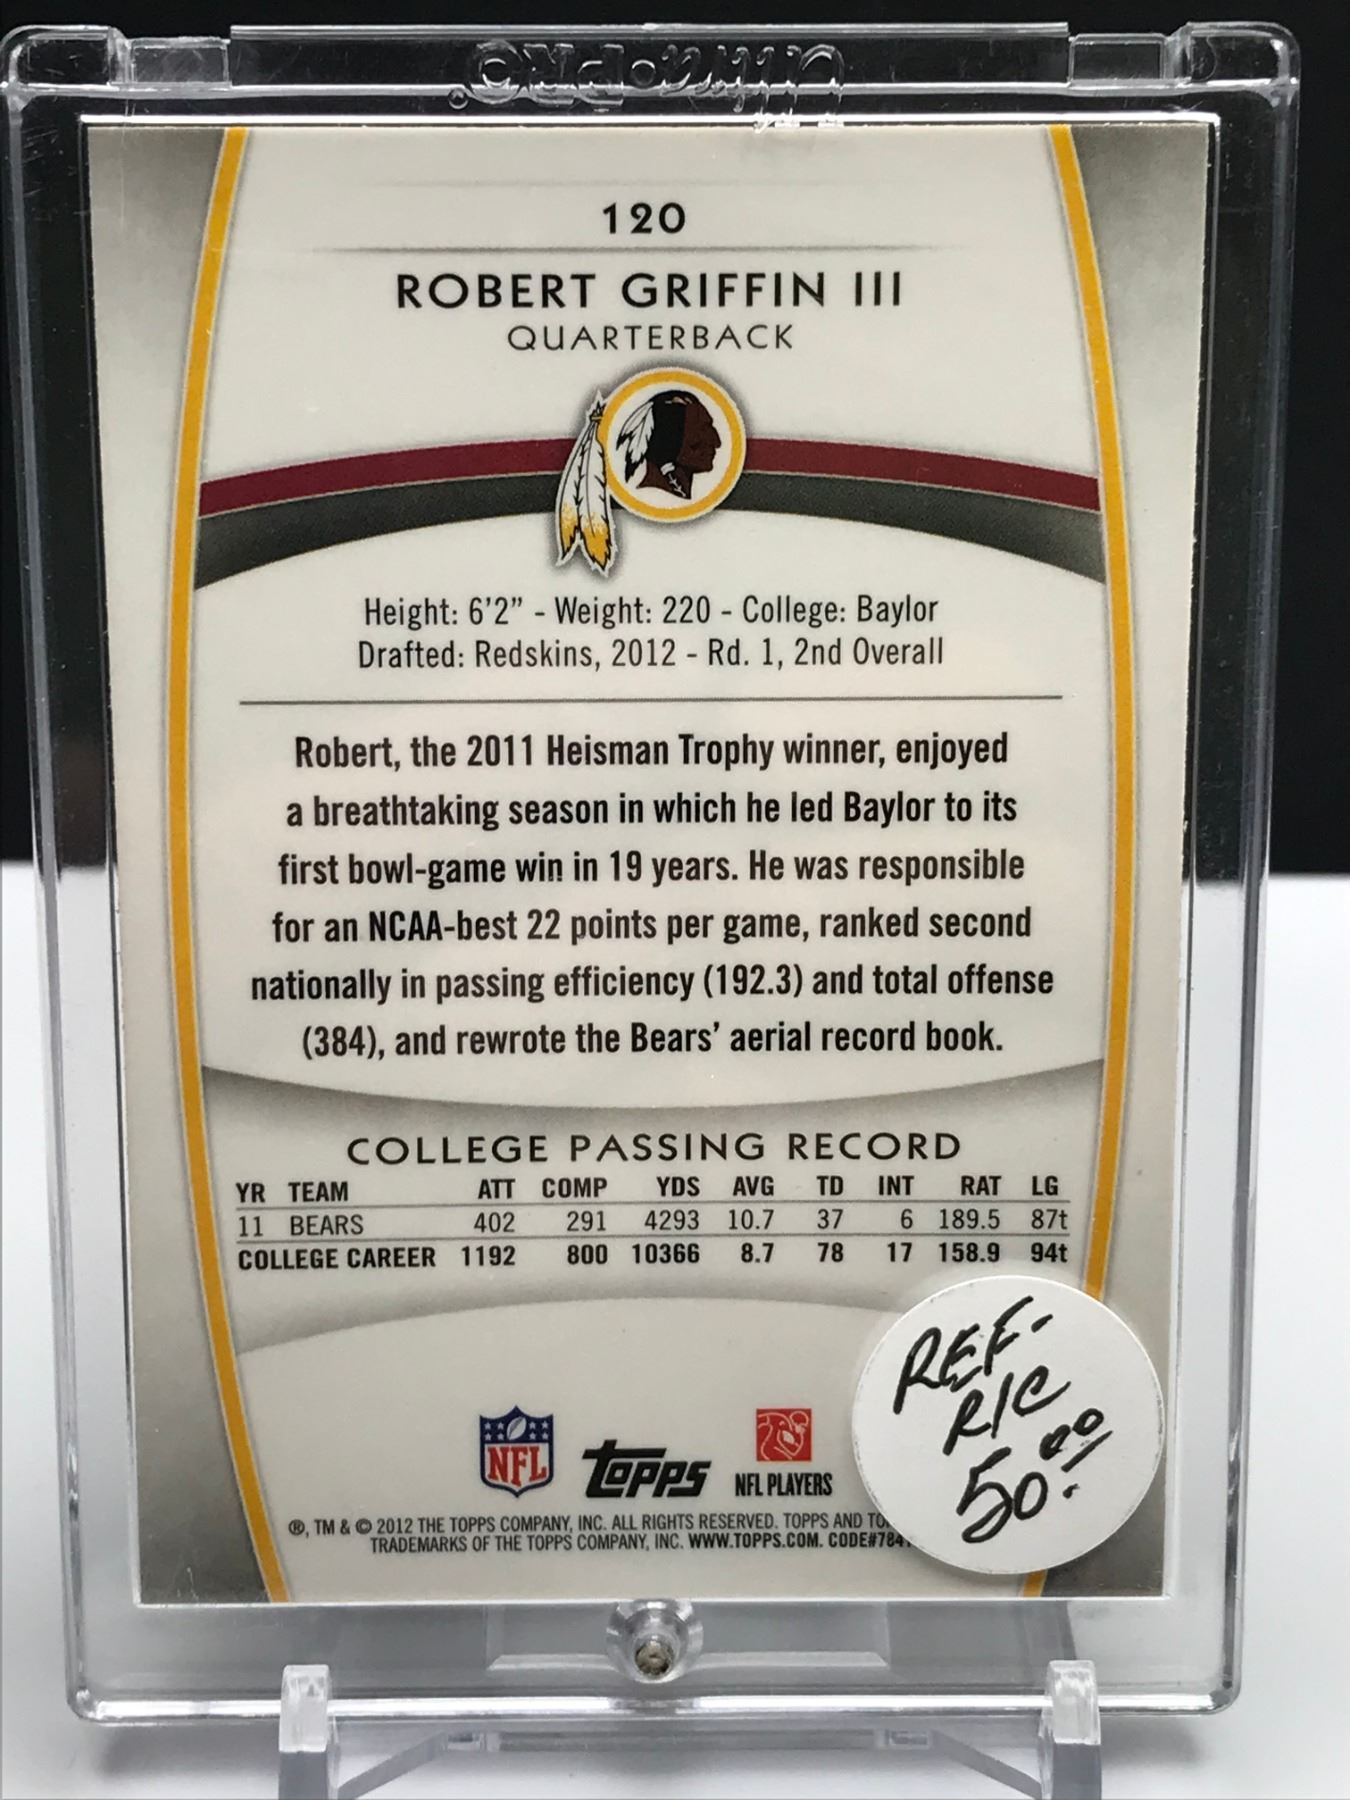 UltraPRO
120
ROBERT GRIFFIN III
QUARTERBACK
Height: 6'2" - Weight: 220 - College: Baylor
Drafted: Redskins, 2012 - Rd. 1, 2nd Overall
Robert, the 2011 Heisman Trophy winner, enjoyed
a breathtaking season in which he led Baylor to its
first bowl-game win in 19 years. He was responsible
for an NCAA-best 22 points per game, ranked second
nationally in passing efficiency (192.3) and total offense
(384), and rewrote the Bears' aerial record book.
COLLEGE PASSING RECORD
YR TEAM ATT COMP YDS AVG TD INT RAT LG
11 BEARS 402 291 4293 10.7 37 6 189.5 87t
COLLEGE CAREER 1192 800 10366 8.7 78 17 158.9 94t
REF-
R/C
50.00
NFL
topps
NFL PLAYERS
®, TM & © 2012 THE TOPPS COMPANY, INC. ALL RIGHTS RESERVED. TOPPS AND
TRADEMARKS OF THE TOPPS COMPANY, INC. WWW.TOPPS.COM. CODE#784